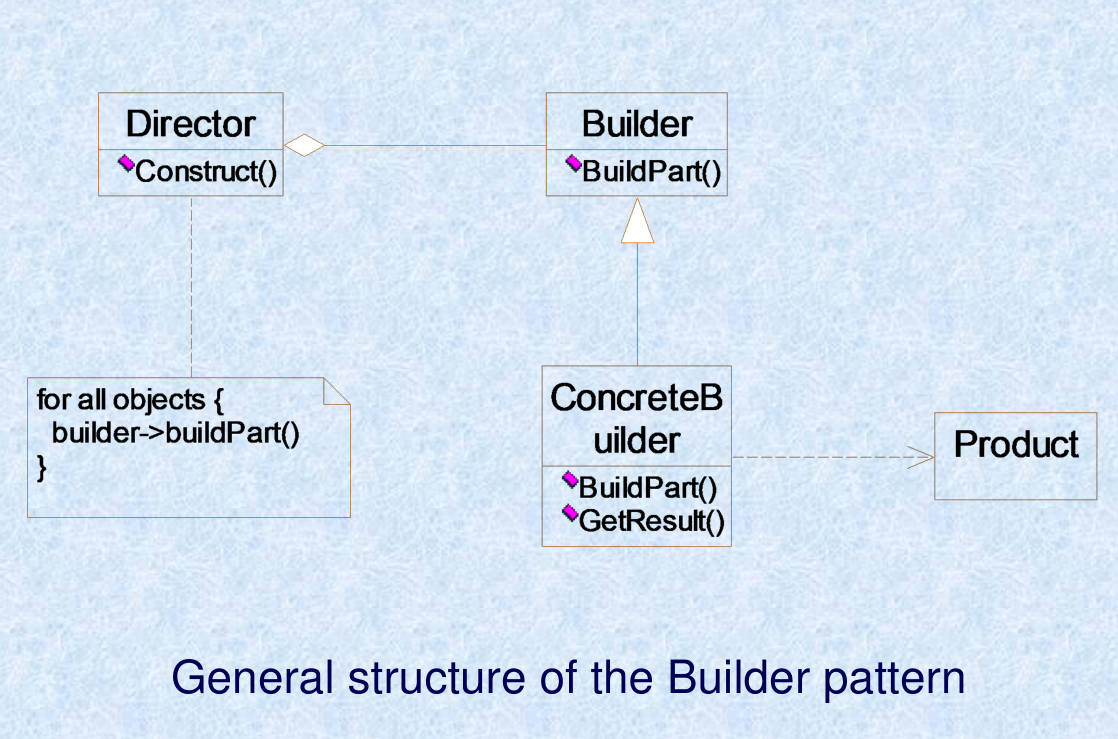 Director
Construct()
Builder
BuildPart()
for all objects {
builder->buildPart()
}
ConcreteB
uilder
BuildPart()
GetResult()
Product
General structure of the Builder pattern